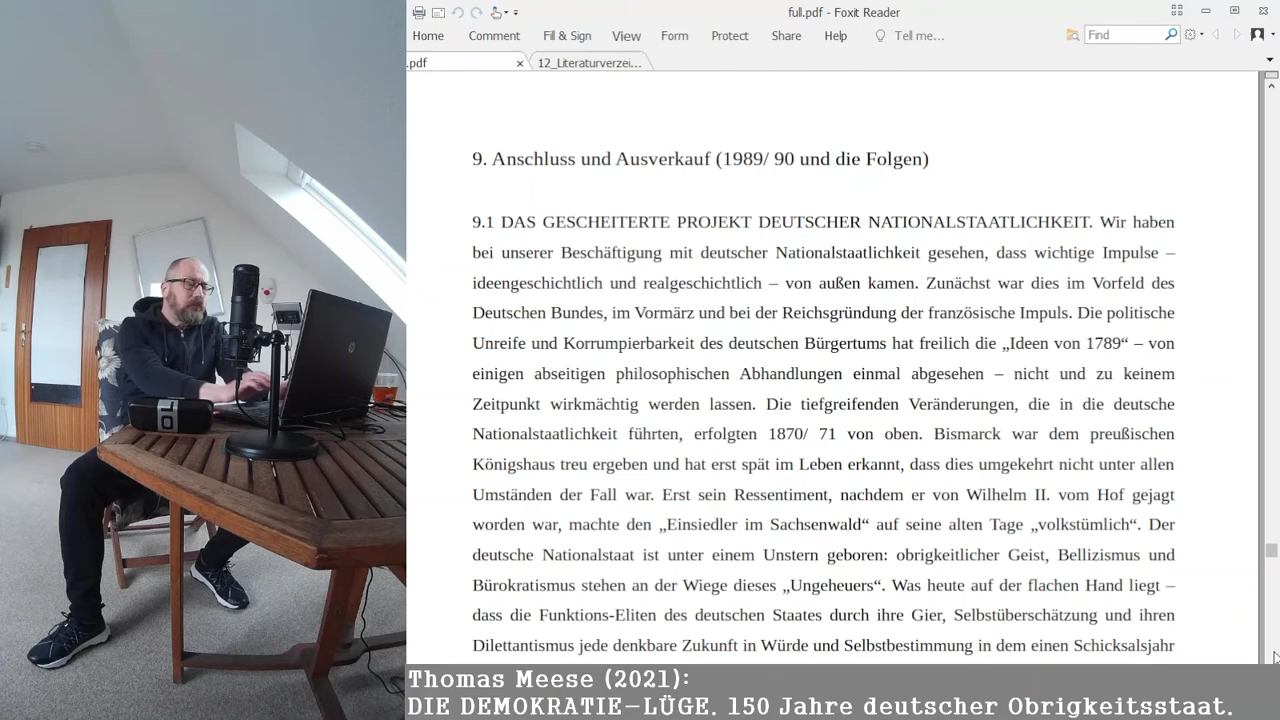 full.pdf - Foxit Reader
Home Comment Fill & Sign View Form Protect Share Help Tell me... Find
.pdf 12_Literaturverzei...
9. Anschluss und Ausverkauf (1989/ 90 und die Folgen)
9.1 DAS GESCHEITERTE PROJEKT DEUTSCHER NATIONALSTAATLICHKEIT. Wir haben
bei unserer Beschäftigung mit deutscher Nationalstaatlichkeit gesehen, dass wichtige Impulse –
ideengeschichtlich und realgeschichtlich – von außen kamen. Zunächst war dies im Vorfeld des
Deutschen Bundes, im Vormärz und bei der Reichsgründung der französische Impuls. Die politische
Unreife und Korrumpierbarkeit des deutschen Bürgertums hat freilich die „Ideen von 1789“ – von
einigen abseitigen philosophischen Abhandlungen einmal abgesehen – nicht und zu keinem
Zeitpunkt wirkmächtig werden lassen. Die tiefgreifenden Veränderungen, die in die deutsche
Nationalstaatlichkeit führten, erfolgten 1870/ 71 von oben. Bismarck war dem preußischen
Königshaus treu ergeben und hat erst spät im Leben erkannt, dass dies umgekehrt nicht unter allen
Umständen der Fall war. Erst sein Ressentiment, nachdem er von Wilhelm II. vom Hof gejagt
worden war, machte den „Einsiedler im Sachsenwald“ auf seine alten Tage „volkstümlich“. Der
deutsche Nationalstaat ist unter einem Unstern geboren: obrigkeitlicher Geist, Bellizismus und
Bürokratismus stehen an der Wiege dieses „Ungeheuers“. Was heute auf der flachen Hand liegt –
dass die Funktions-Eliten des deutschen Staates durch ihre Gier, Selbstüberschätzung und ihren
Dilettantismus jede denkbare Zukunft in Würde und Selbstbestimmung in dem einen Schicksalsjahr
Thomas Meese (2021):
DIE DEMOKRATIE-LÜGE. 150 Jahre deutscher Obrigkeitsstaat.